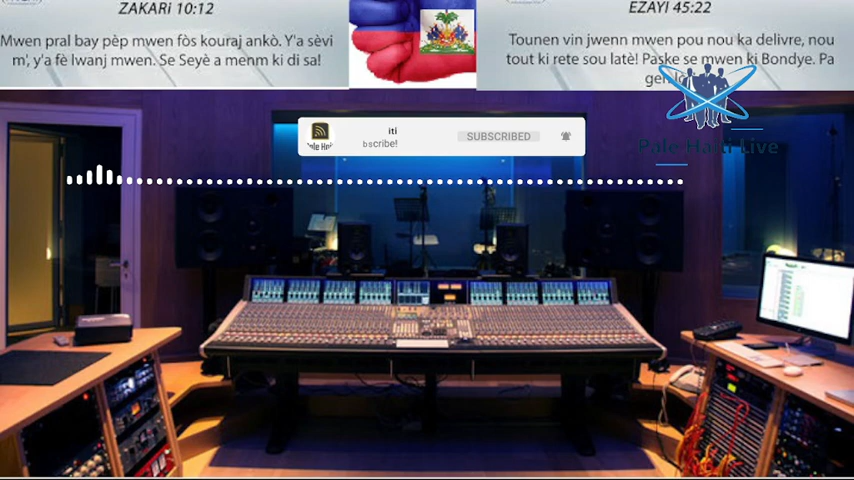 ZAKARi 10:12
Mwen pral bay pèp mwen fòs kouraj ankò. Y'a sèvi
m', y'a fè lwanj mwen. Se Seyè a menm ki di sa!
EZAYI 45:22
Tounen vin jwenn mwen pou nou ka delivre, nou
tout ki rete sou latè! Paske se mwen ki Bondye. Pa
iti
bscribe!
SUBSCRIBED
Pale Haiti Live